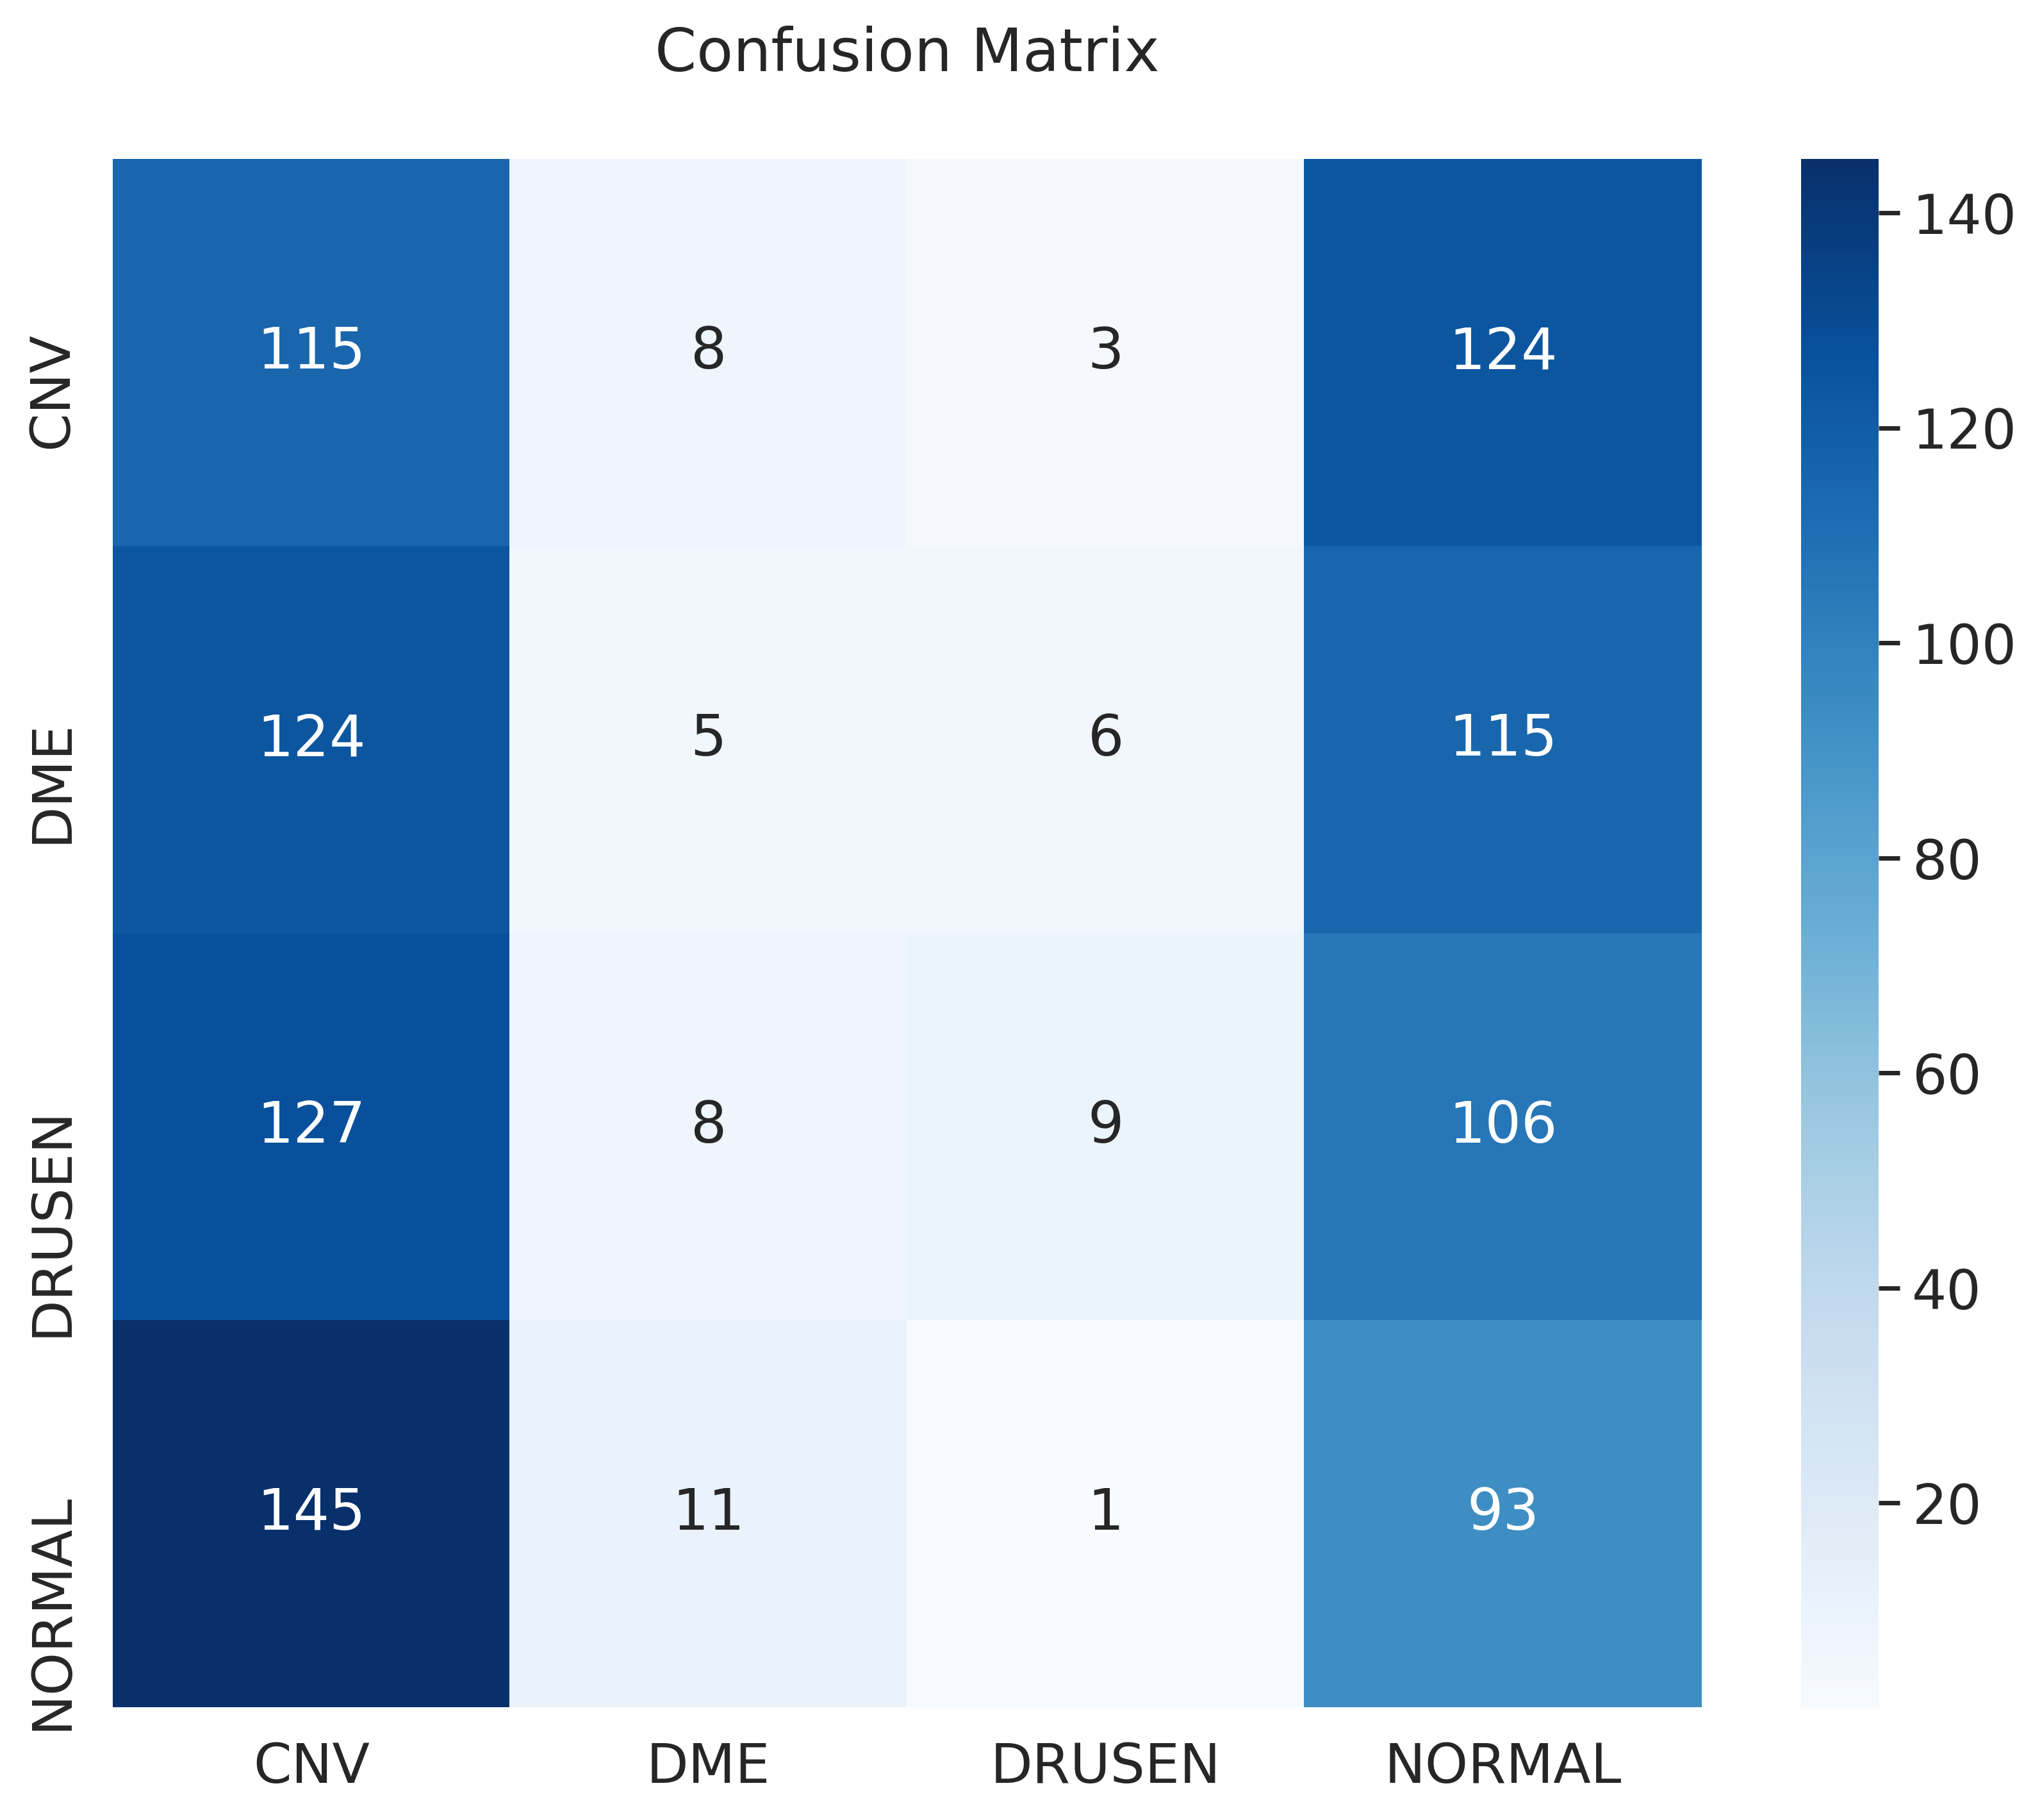 Confusion Matrix
CNV
115 8 3 124
DME
124 5 6 115
DRUSEN
127 8 9 106
NORMAL
145 11 1 93
CNV DME DRUSEN NORMAL
140
120
100
80
60
40
20